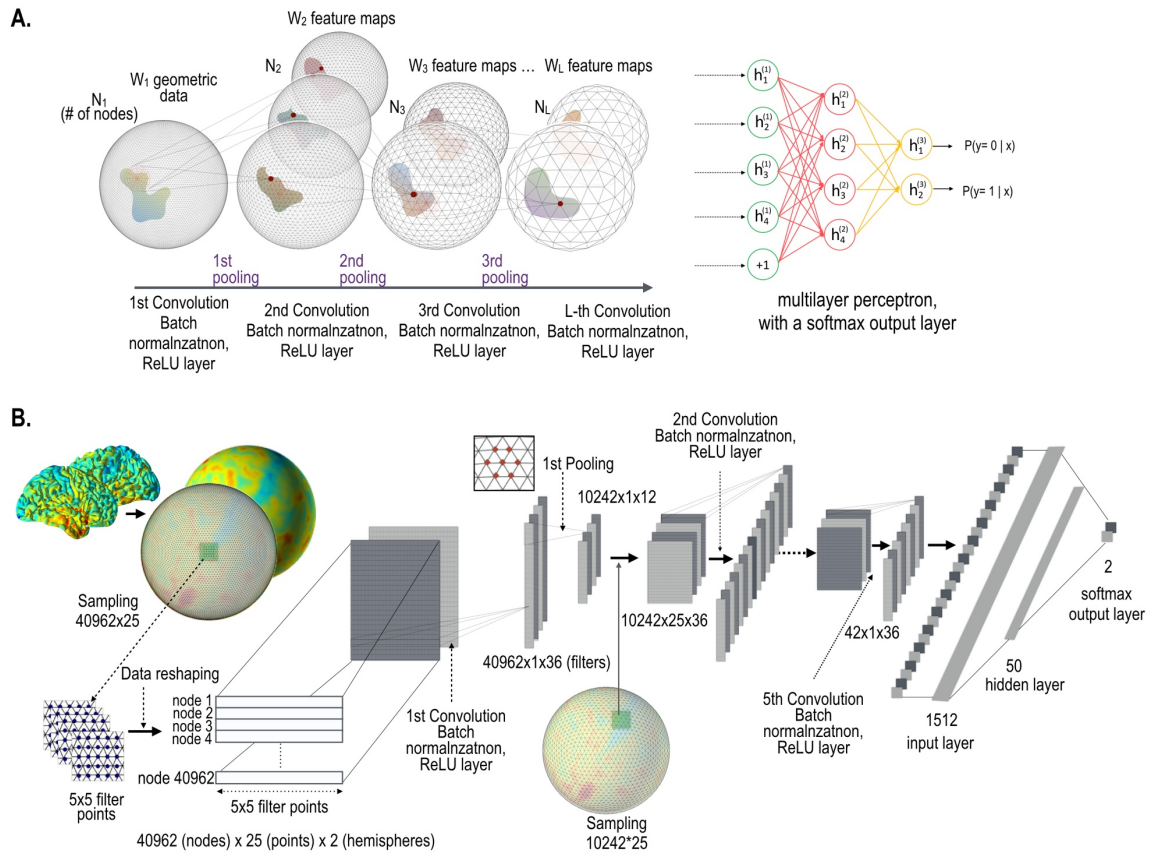 A.
W2 feature maps
N2
W3 feature maps ... WL feature maps
W1 geometric
data
N1
(# of nodes)
N3
NL
1st
pooling
2nd
pooling
3rd
pooling
1st Convolution
Batch
normalnzatnon,
ReLU layer
2nd Convolution
Batch normalnzatnon,
ReLU layer
3rd Convolution
Batch normalnzatnon,
ReLU layer
L-th Convolution
Batch normalnzatnon,
ReLU layer
h1(1)
h2(1)
h3(1)
h4(1)
+1
h1(2)
h2(2)
h3(2)
h4(2)
h1(3)
h2(3)
P(y= 0 | x)
P(y= 1 | x)
multilayer perceptron,
with a softmax output layer
B.
Sampling
40962x25
Data reshaping
5x5 filter
points
node 1
node 2
node 3
node 4
node 40962
5x5 filter points
40962 (nodes) x 25 (points) x 2 (hemispheres)
1st Convolution
Batch
normalnzatnon,
ReLU layer
1st Pooling
10242x1x12
40962x1x36 (filters)
Sampling
10242*25
2nd Convolution
Batch normalnzatnon,
ReLU layer
10242x25x36
5th Convolution
Batch
normalnzatnon,
ReLU layer
42x1x36
1512
input layer
50
hidden layer
2
softmax
output layer